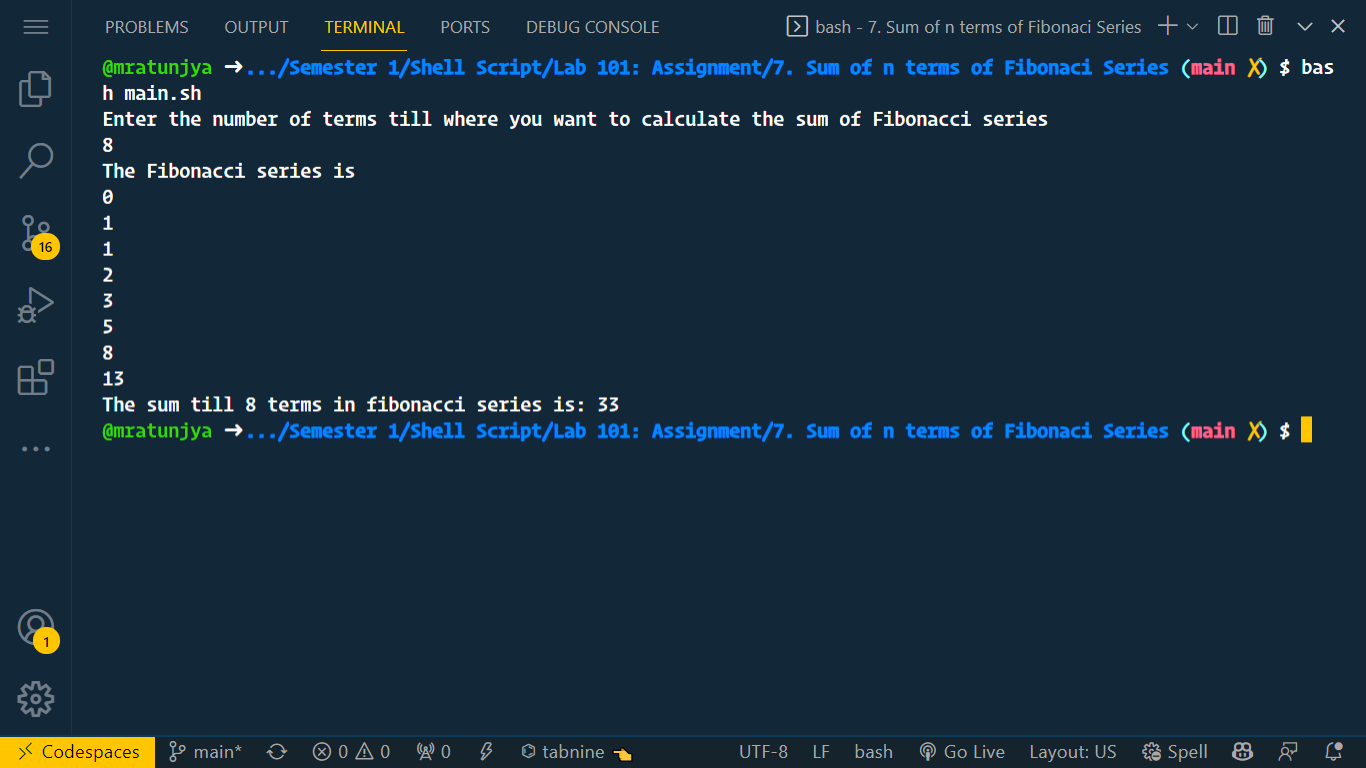 PROBLEMS OUTPUT TERMINAL PORTS DEBUG CONSOLE bash - 7. Sum of n terms of Fibonaci Series
@mratunjya ➜.../Semester 1/Shell Script/Lab 101: Assignment/7. Sum of n terms of Fibonaci Series (main ✗) $ bas
h main.sh
Enter the number of terms till where you want to calculate the sum of Fibonacci series
8
The Fibonacci series is
0
1
1
2
3
5
8
13
The sum till 8 terms in fibonacci series is: 33
@mratunjya ➜.../Semester 1/Shell Script/Lab 101: Assignment/7. Sum of n terms of Fibonaci Series (main ✗) $
16
1
Codespaces main* 0 0 0 tabnine 👈 UTF-8 LF bash Go Live Layout: US Spell